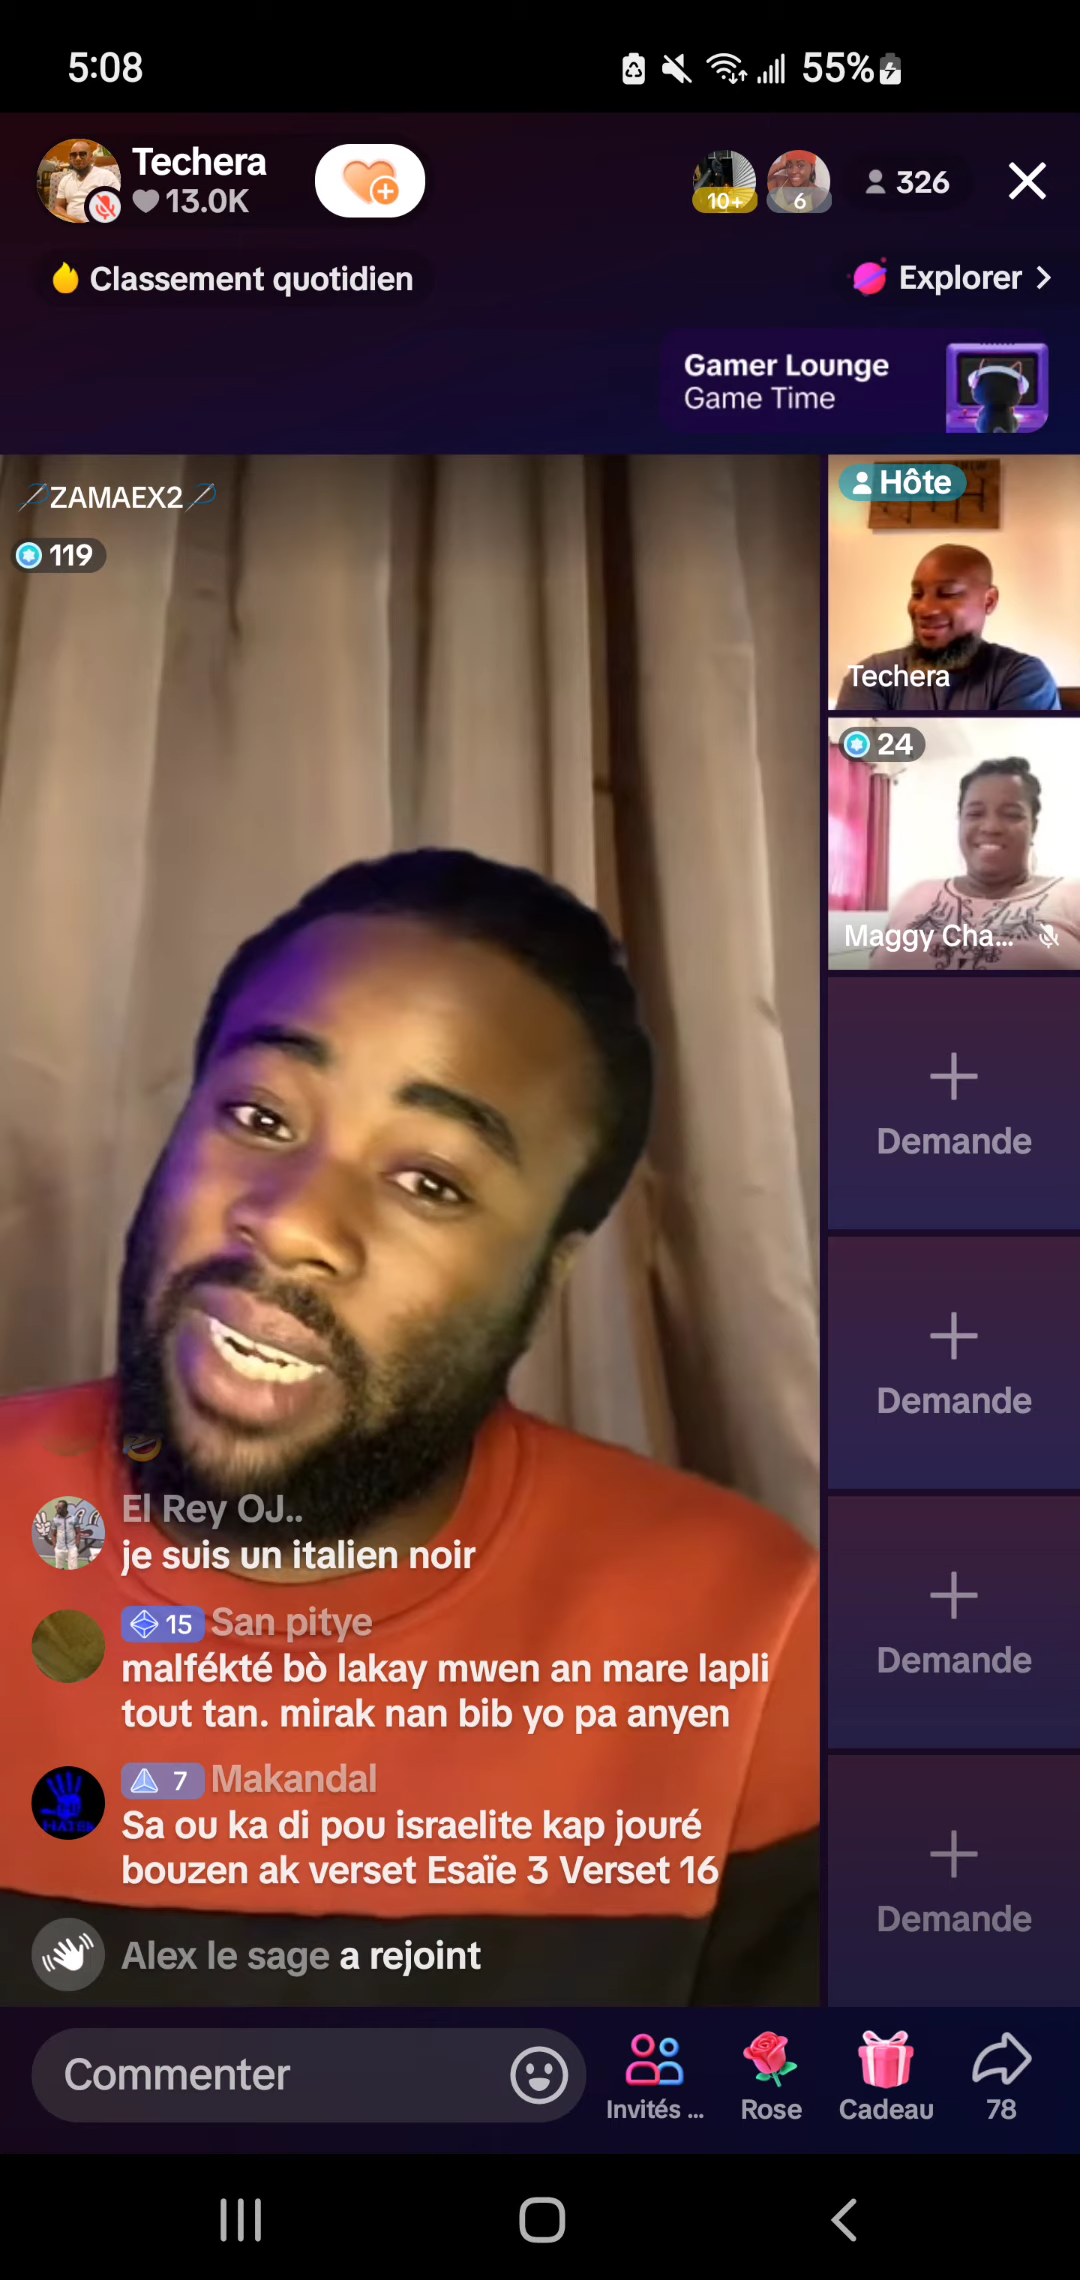 5:08
55%
Techera
13.0K
10+
6
326
Classement quotidien
Explorer
Gamer Lounge
Game Time
ZAMAEX2
119
Hôte
Techera
24
Maggy Cha...
Demande
Demande
Demande
Demande
El Rey OJ..
je suis un italien noir
15 San pitye
malfékté bò lakay mwen an mare lapli
tout tan. mirak nan bib yo pa anyen
7 Makandal
Sa ou ka di pou israelite kap jouré
bouzen ak verset Esaïe 3 Verset 16
Alex le sage a rejoint
Commenter
Invités ...
Rose
Cadeau
78